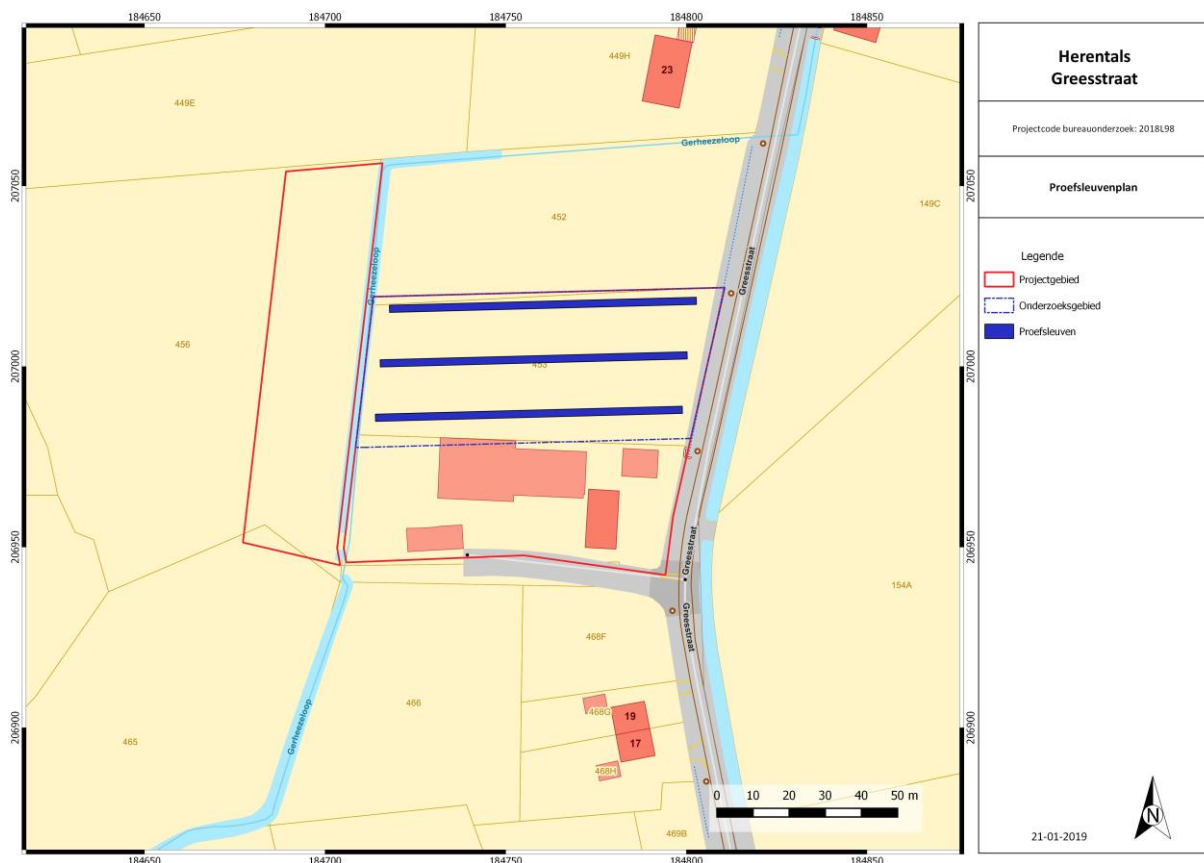 184650 184700 184750 184800 184850
Herentals
Greesstraat
Projectcode bureauonderzoek: 2018L98
Proefsleuvenplan
Legende
Projectgebied
Onderzoeksgebied
Proefsleuven
21-01-2019
N
449H
23
449E
Gerheezeloop
207050 207050
452
149C
Greesstraat
Gerheezeloop
456
453
207000 207000
206950 206950
Greesstraat
154A
Greesstraat
468F
466
468G
19
17
468H
465
Gerheezeloop
206900 206900
0 10 20 30 40 50 m
469B
184650 184700 184750 184800 184850